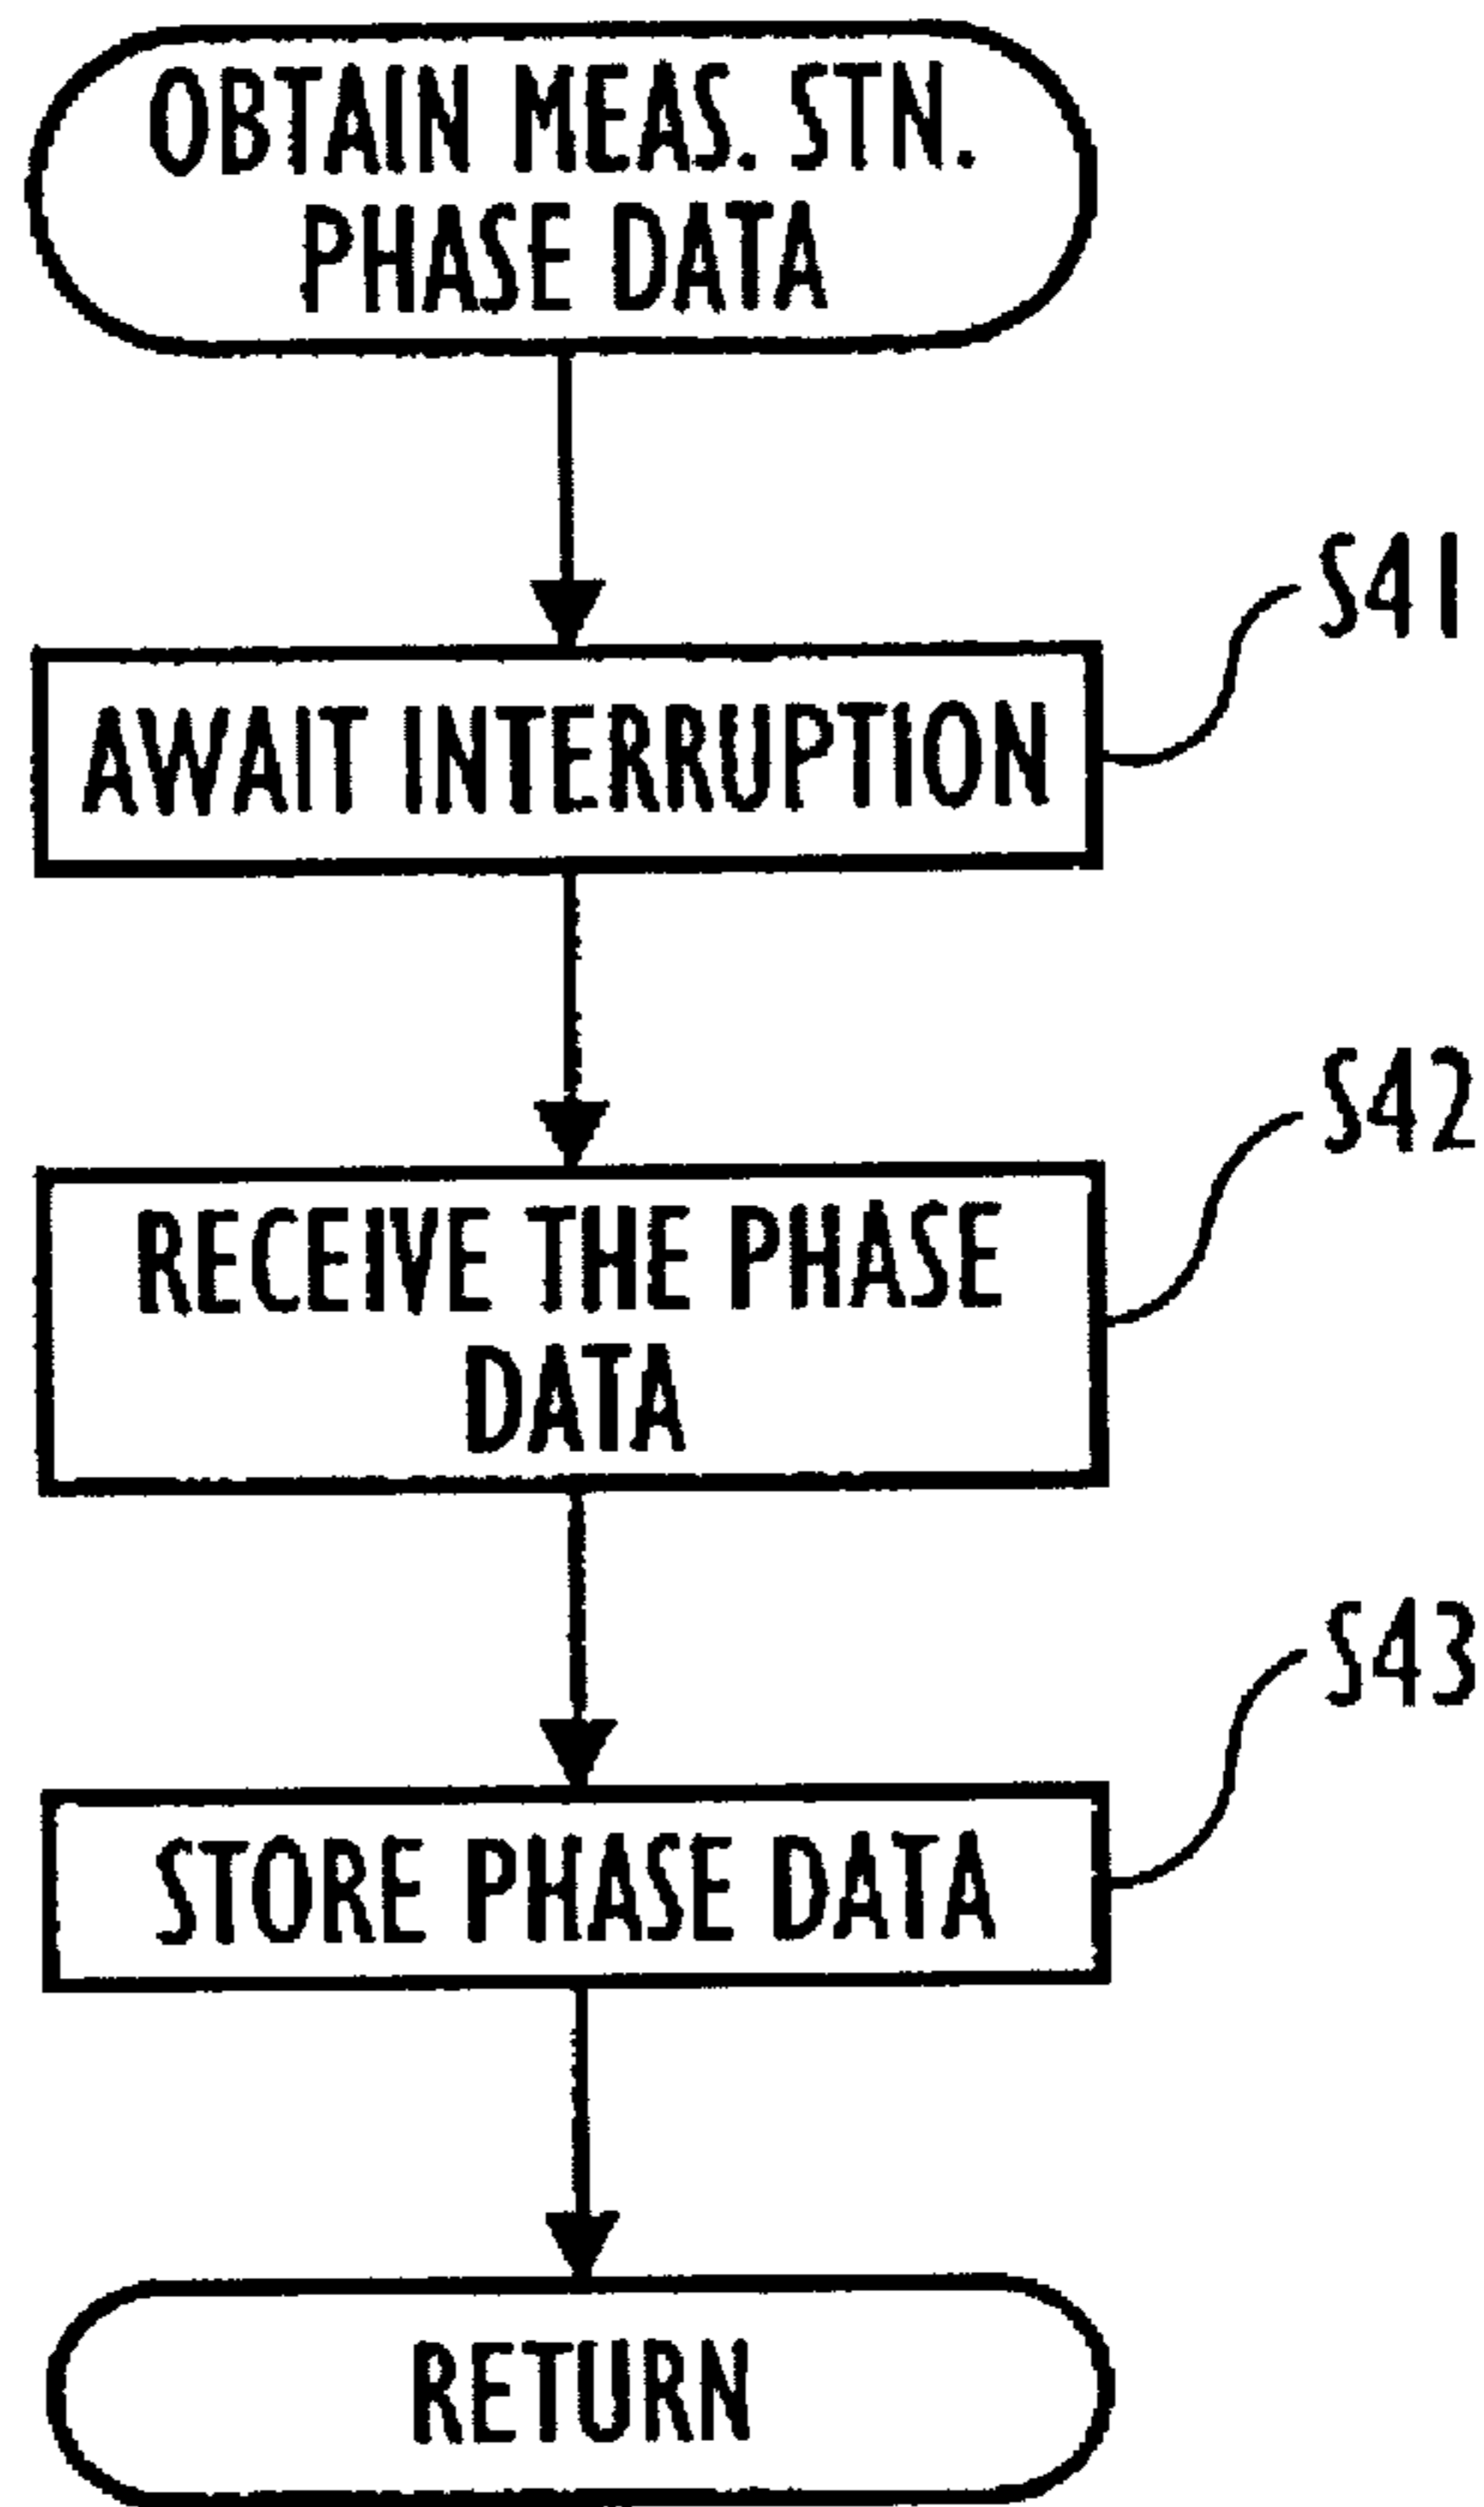 OBTAIN MEAS. STN.
PHASE DATA
S41
AWAIT INTERRUPTION
S42
RECEIVE THE PHASE
DATA
S43
STORE PHASE DATA
RETURN